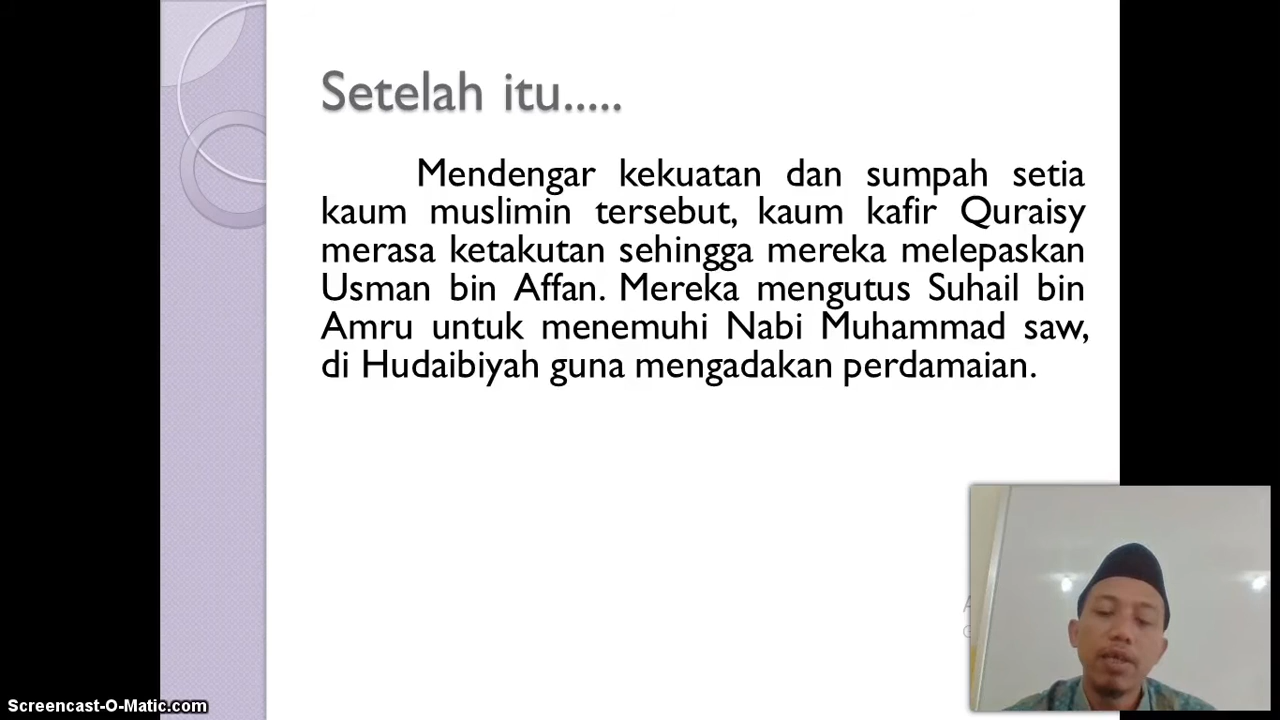 Setelah itu.....
Mendengar kekuatan dan sumpah setia
kaum muslimin tersebut, kaum kafir Quraisy
merasa ketakutan sehingga mereka melepaskan
Usman bin Affan. Mereka mengutus Suhail bin
Amru untuk menemuhi Nabi Muhammad saw,
di Hudaibiyah guna mengadakan perdamaian.
Screencast-O-Matic.com